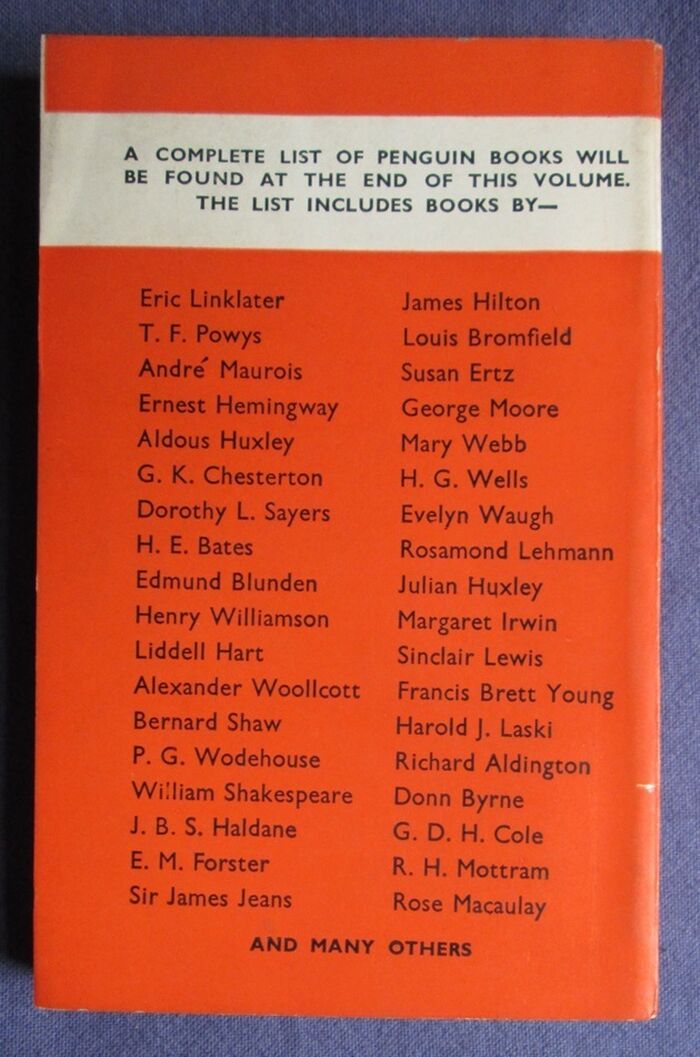 A COMPLETE LIST OF PENGUIN BOOKS WILL
BE FOUND AT THE END OF THIS VOLUME.
THE LIST INCLUDES BOOKS BY—
Eric Linklater
T. F. Powys
André Maurois
Ernest Hemingway
Aldous Huxley
G. K. Chesterton
Dorothy L. Sayers
H. E. Bates
Edmund Blunden
Henry Williamson
Liddell Hart
Alexander Woollcott
Bernard Shaw
P. G. Wodehouse
William Shakespeare
J. B. S. Haldane
E. M. Forster
Sir James Jeans
James Hilton
Louis Bromfield
Susan Ertz
George Moore
Mary Webb
H. G. Wells
Evelyn Waugh
Rosamond Lehmann
Julian Huxley
Margaret Irwin
Sinclair Lewis
Francis Brett Young
Harold J. Laski
Richard Aldington
Donn Byrne
G. D. H. Cole
R. H. Mottram
Rose Macaulay
AND MANY OTHERS